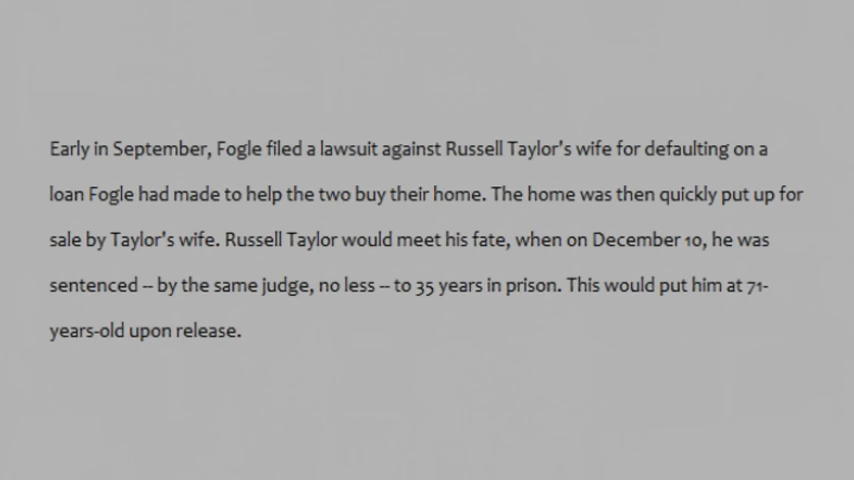 Early in September, Fogle filed a lawsuit against Russell Taylor's wife for defaulting on a
loan Fogle had made to help the two buy their home. The home was then quickly put up for
sale by Taylor's wife. Russell Taylor would meet his fate, when on December 10, he was
sentenced -- by the same judge, no less -- to 35 years in prison. This would put him at 71-
years-old upon release.